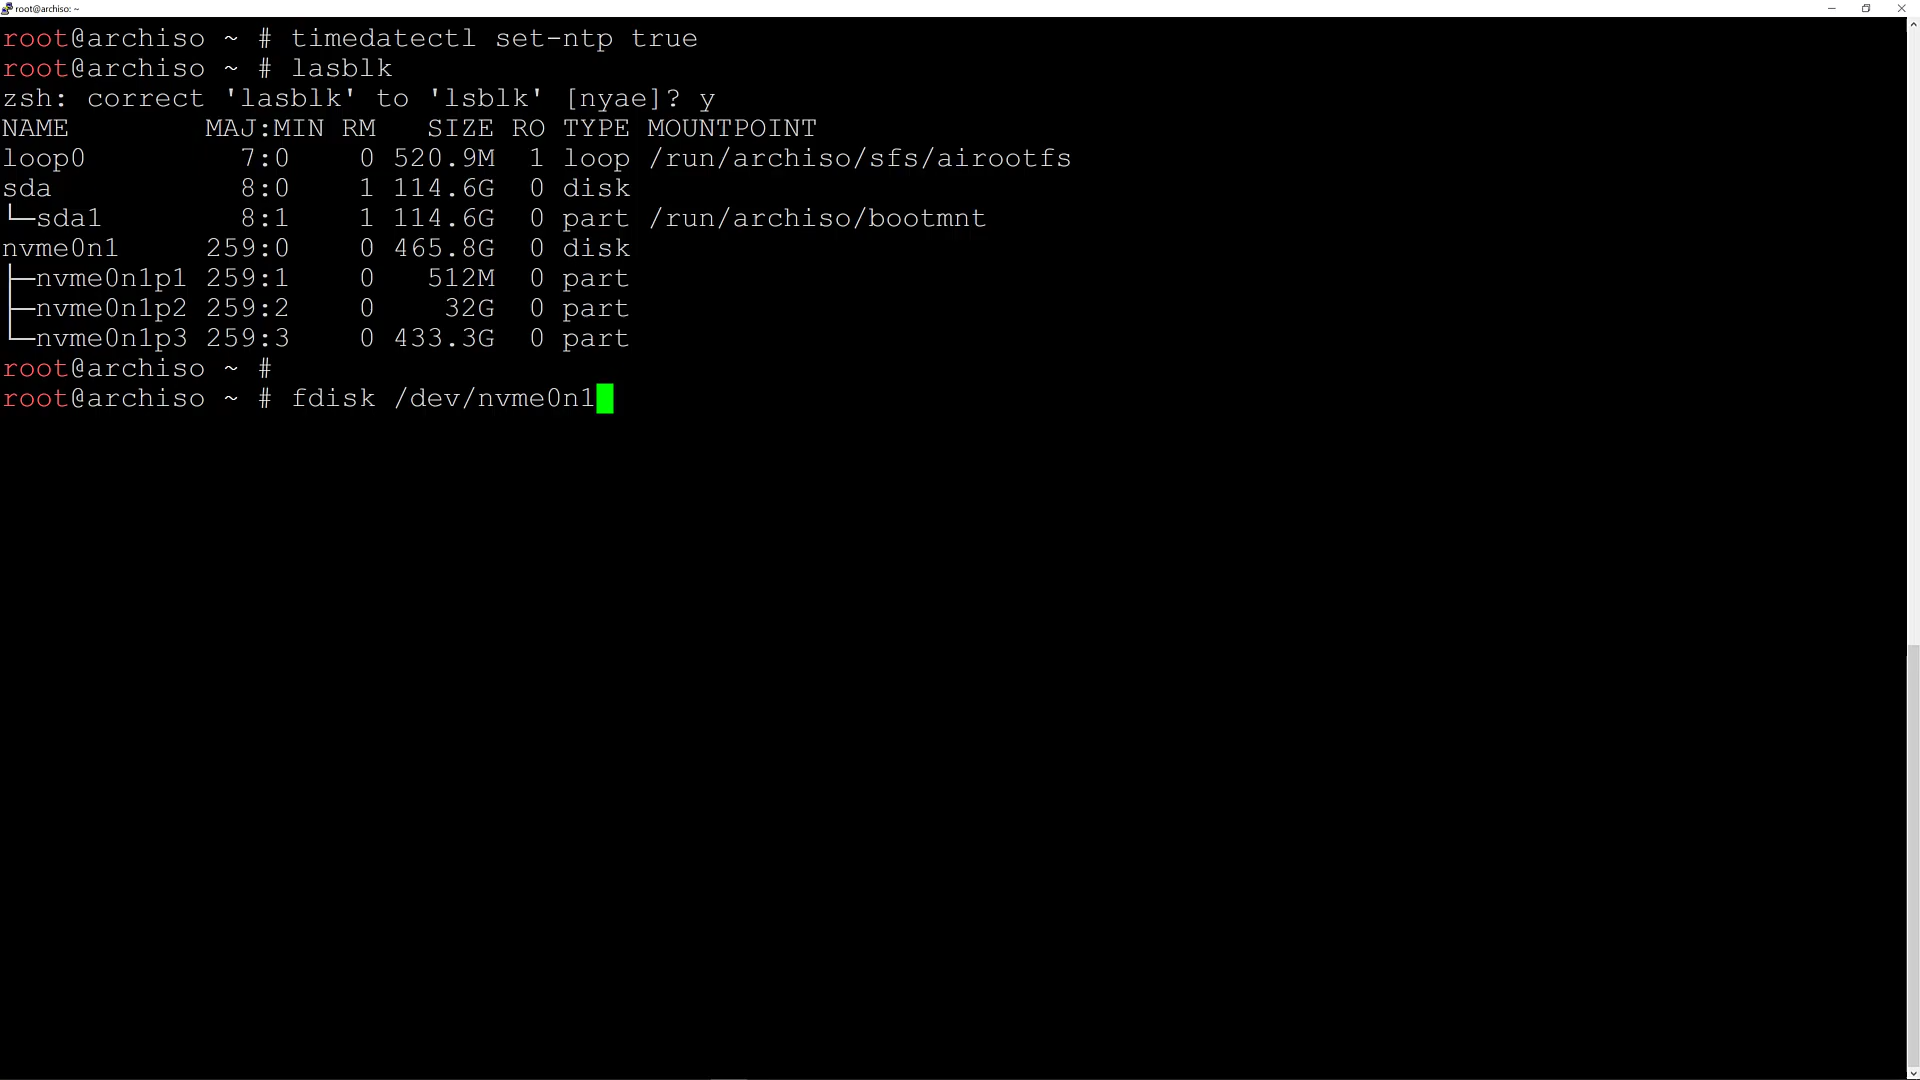 root@archiso: ~
root@archiso ~ # timedatectl set-ntp true
root@archiso ~ # lasblk
zsh: correct 'lasblk' to 'lsblk' [nyae]? y
NAME        MAJ:MIN RM   SIZE RO TYPE MOUNTPOINT
loop0         7:0    0 520.9M  1 loop /run/archiso/sfs/airootfs
sda           8:0    1 114.6G  0 disk
└─sda1        8:1    1 114.6G  0 part /run/archiso/bootmnt
nvme0n1     259:0    0 465.8G  0 disk
├─nvme0n1p1 259:1    0   512M  0 part
├─nvme0n1p2 259:2    0    32G  0 part
└─nvme0n1p3 259:3    0 433.3G  0 part
root@archiso ~ #
root@archiso ~ # fdisk /dev/nvme0n1